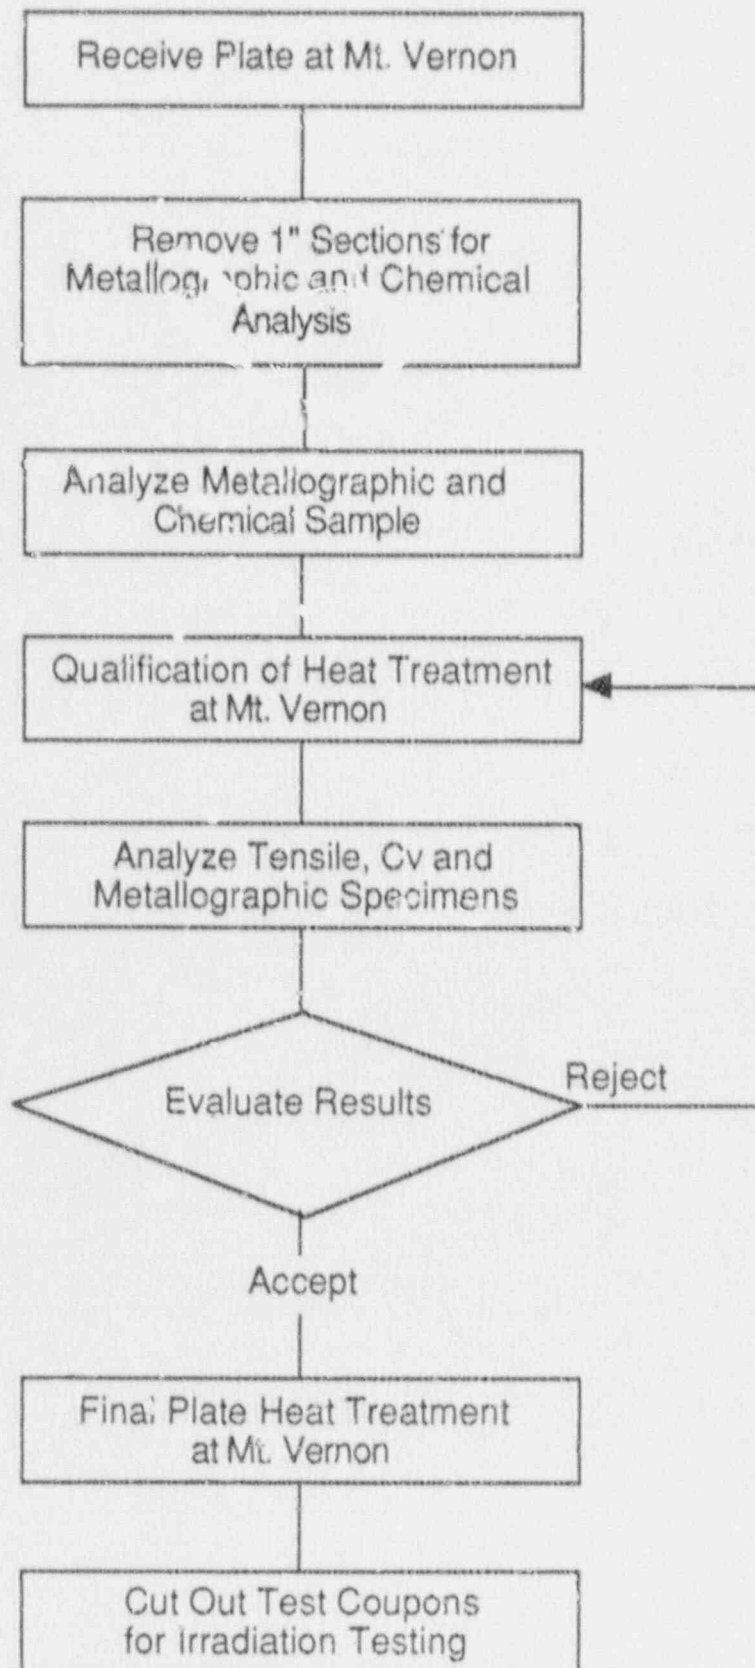 Receive Plate at Mt. Vernon
Remove 1" Sections for
Metallographic and Chemical
Analysis
Analyze Metallographic and
Chemical Sample
Qualification of Heat Treatment
at Mt. Vernon
Analyze Tensile, Cv and
Metallographic Specimens
Evaluate Results
Reject
Accept
Final Plate Heat Treatment
at Mt. Vernon
Cut Out Test Coupons
for Irradiation Testing